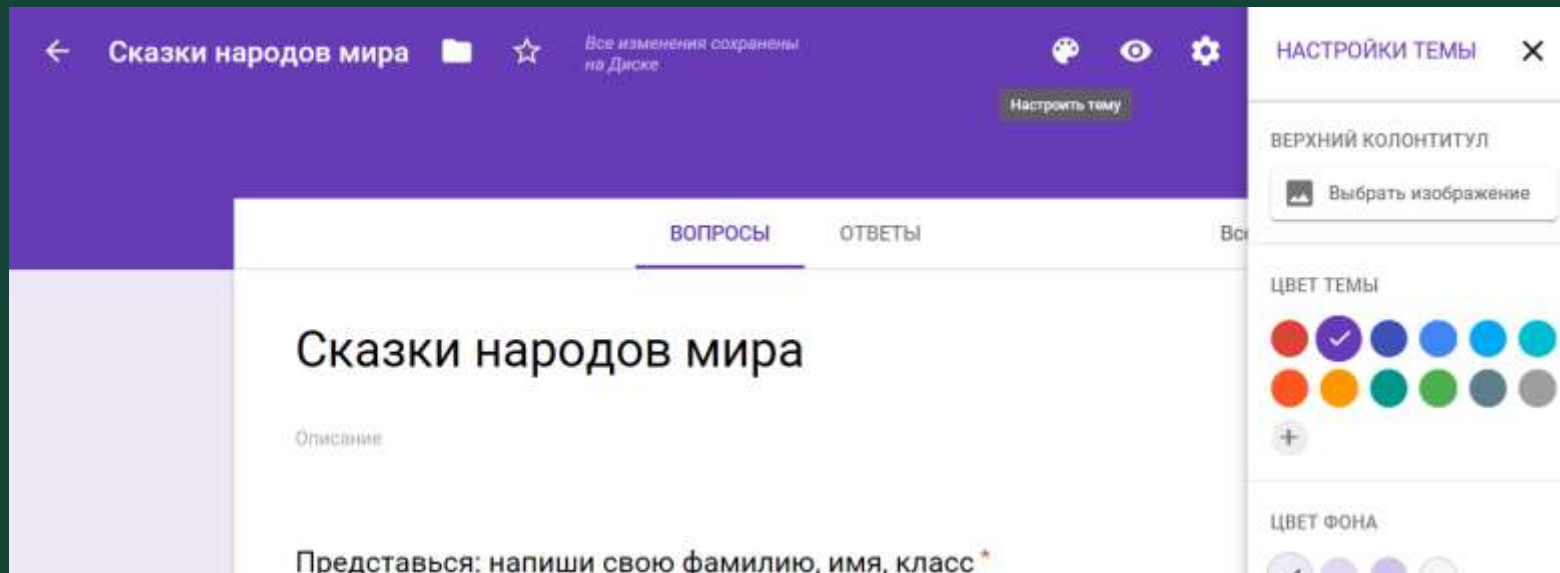 Сказки народов мира
Все изменения сохранены
на Диске
Настроить тему
ВОПРОСЫ
ОТВЕТЫ
Сказки народов мира
Описание
Представься: напиши свою фамилию, имя, класс *
НАСТРОЙКИ ТЕМЫ
ВЕРХНИЙ КОЛОНТИТУЛ
Выбрать изображение
ЦВЕТ ТЕМЫ
ЦВЕТ ФОНА